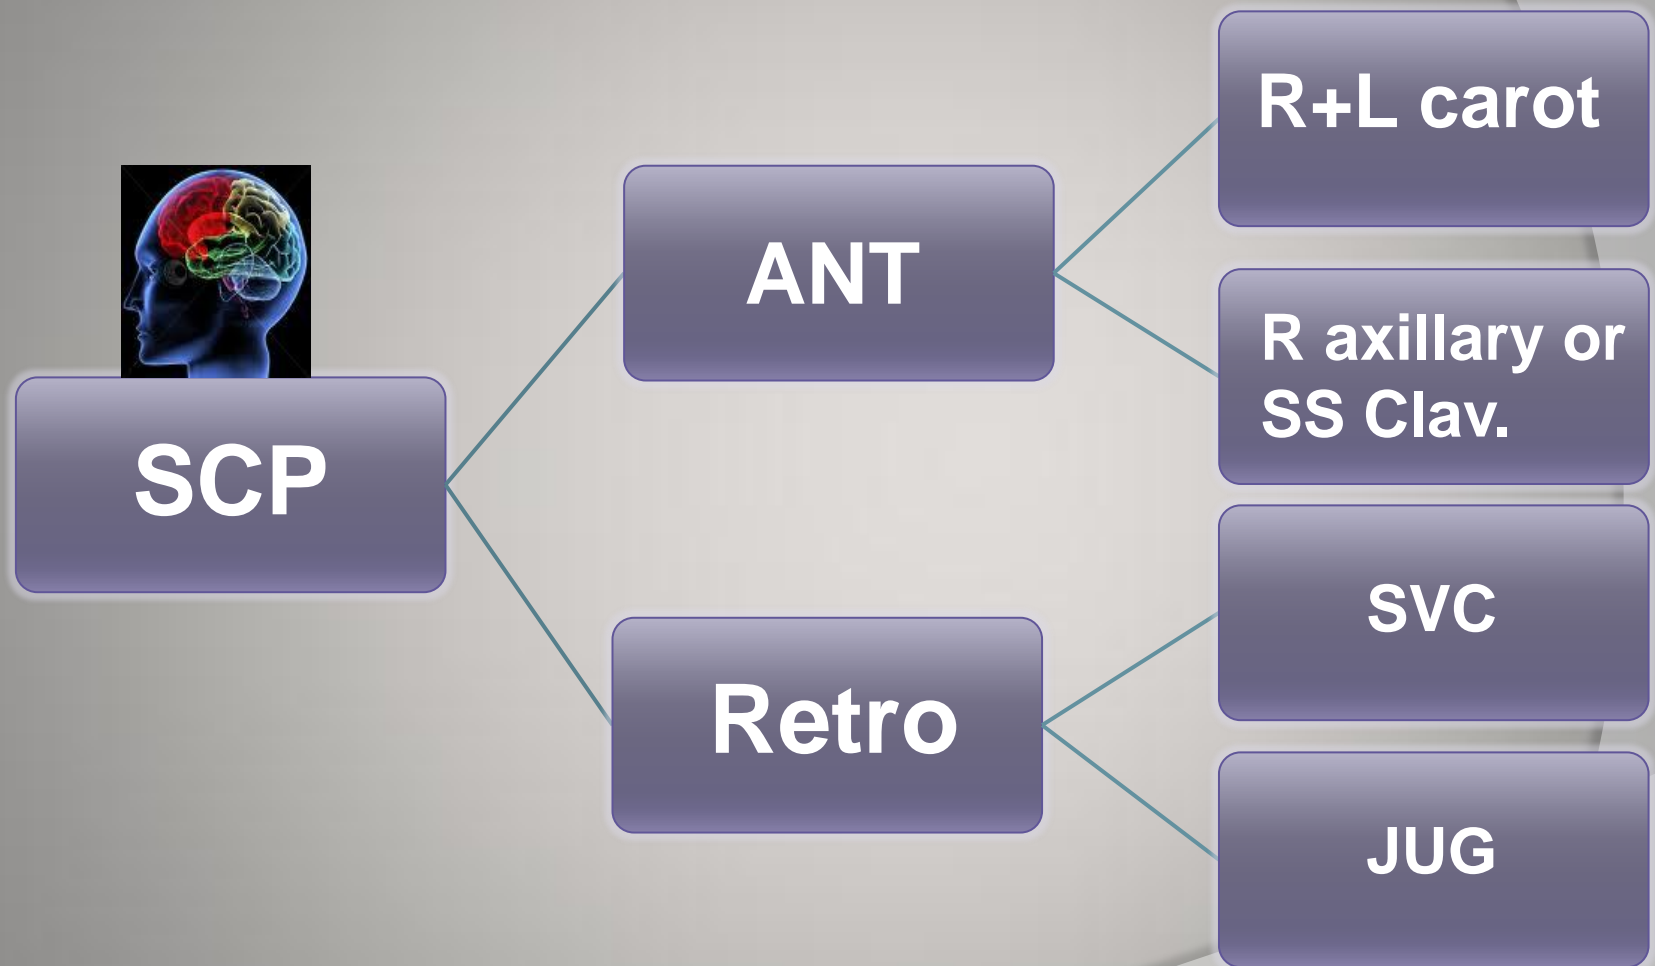 SCP
ANT
Retro
R+L carot
R axillary or
SS Clav.
SVC
JUG